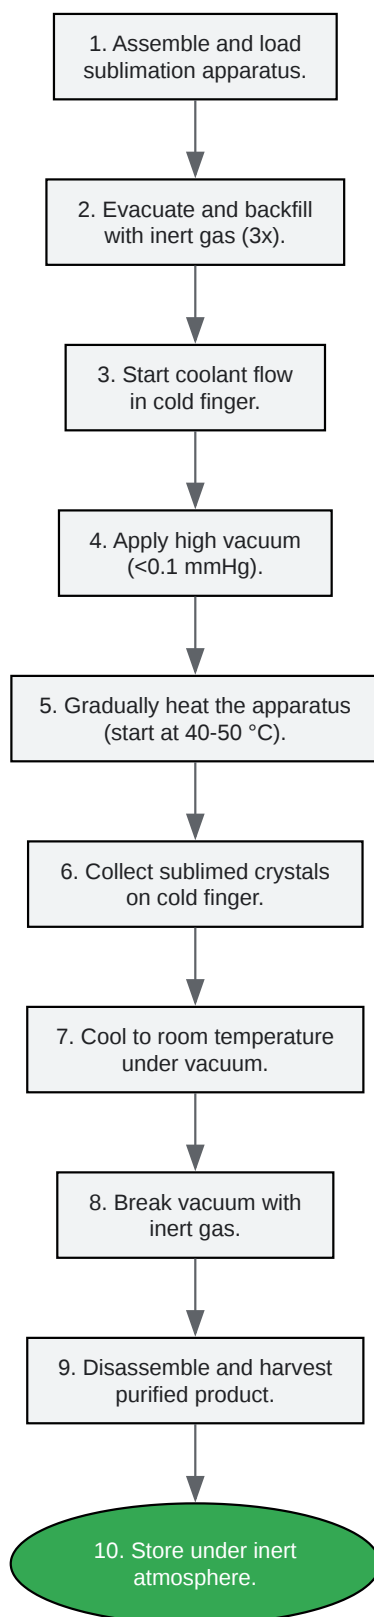 1. Assemble and load
sublimation apparatus.
2. Evacuate and backfill
with inert gas (3x).
3. Start coolant flow
in cold finger.
4. Apply high vacuum
(<0.1 mmHg).
5. Gradually heat the apparatus
(start at 40-50 °C).
6. Collect sublimed crystals
on cold finger.
7. Cool to room temperature
under vacuum.
8. Break vacuum with
inert gas.
9. Disassemble and harvest
purified product.
10. Store under inert
atmosphere.